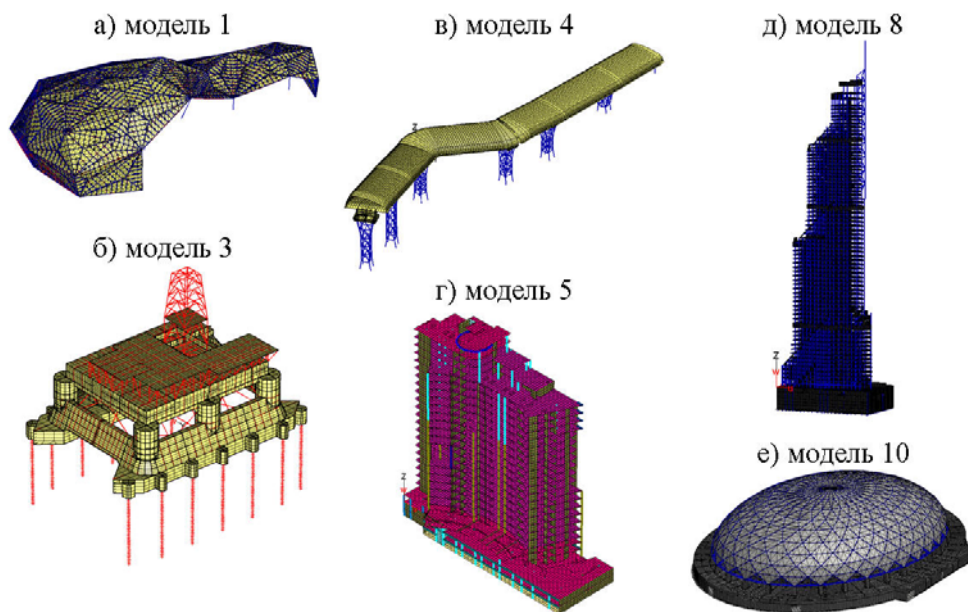 а) модель 1
в) модель 4
д) модель 8
б) модель 3
г) модель 5
е) модель 10
z
z
z